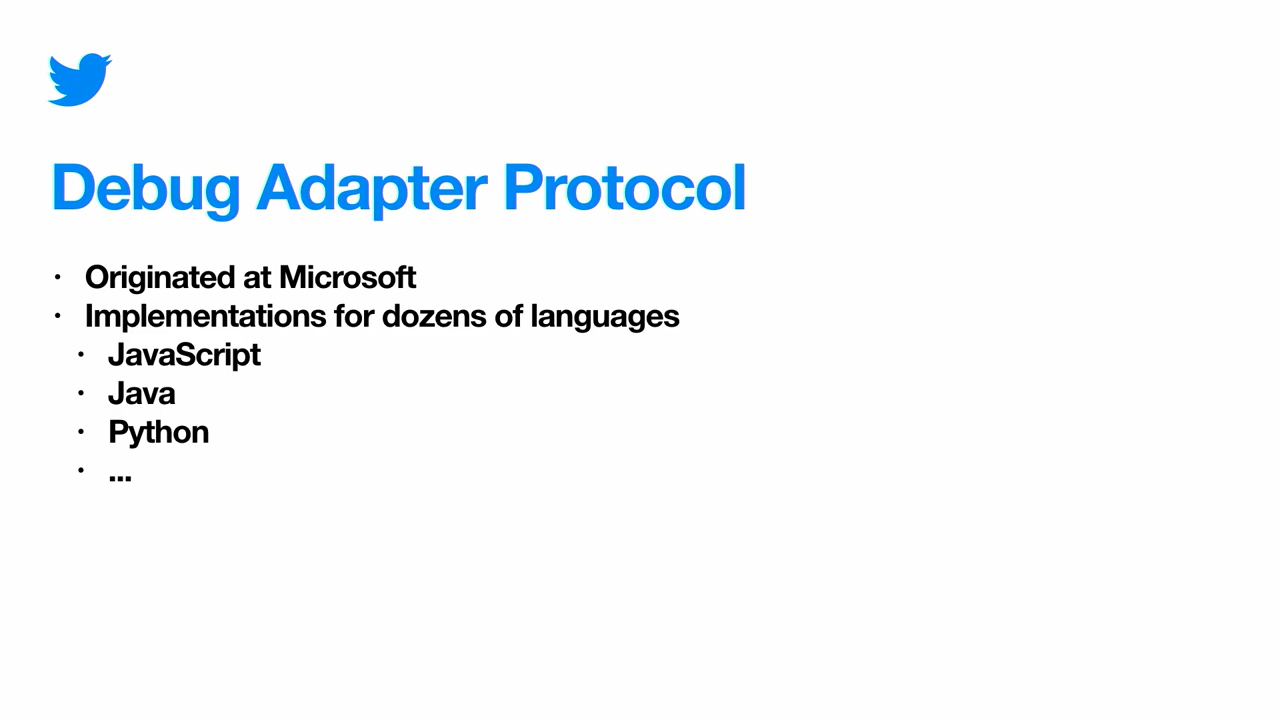 Debug Adapter Protocol
· Originated at Microsoft
· Implementations for dozens of languages
· JavaScript
· Java
· Python
· ...